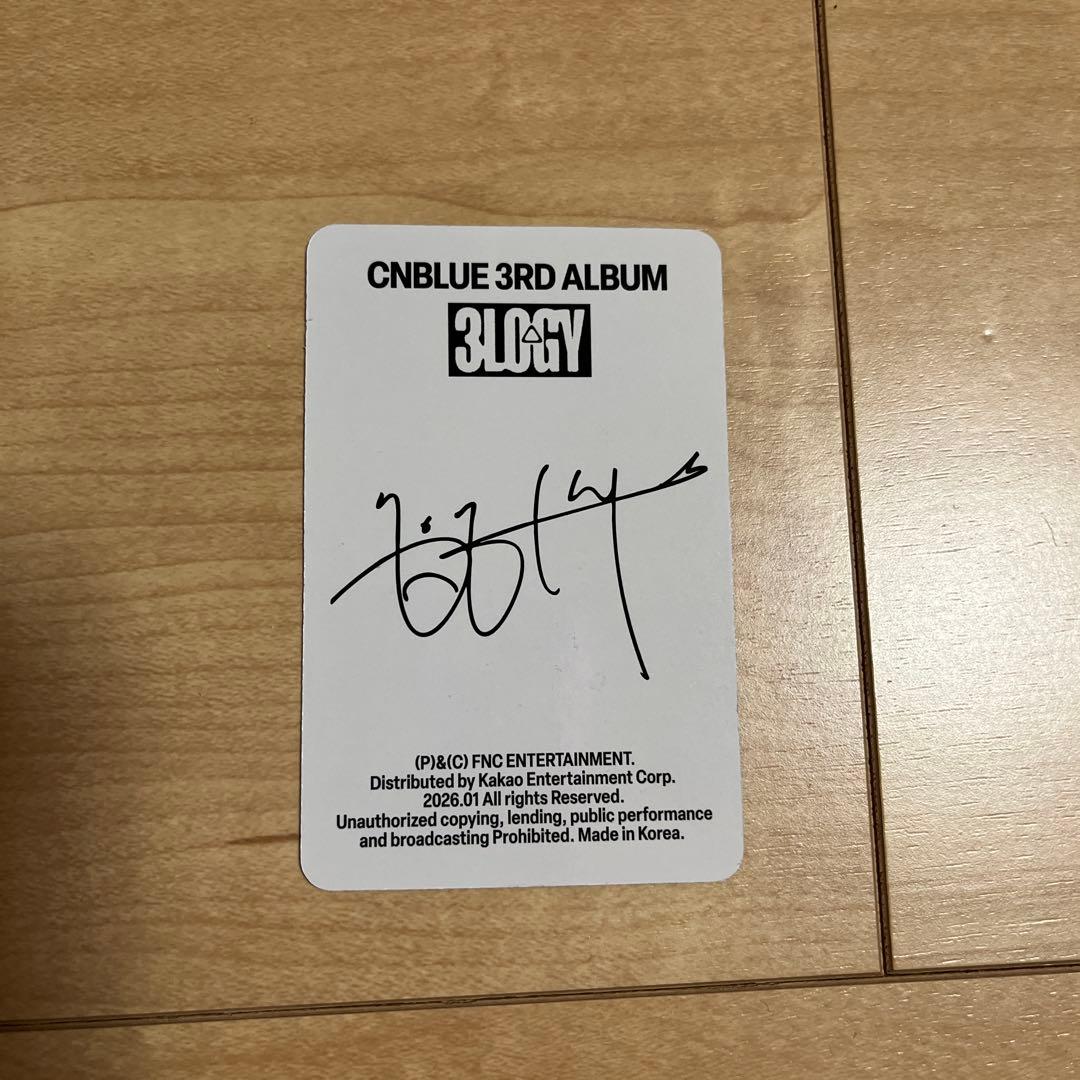 CNBLUE 3RD ALBUM
3LOGY
(P)&(C) FNC ENTERTAINMENT.
Distributed by Kakao Entertainment Corp.
2026.01 All rights Reserved.
Unauthorized copying, lending, public performance
and broadcasting Prohibited. Made in Korea.